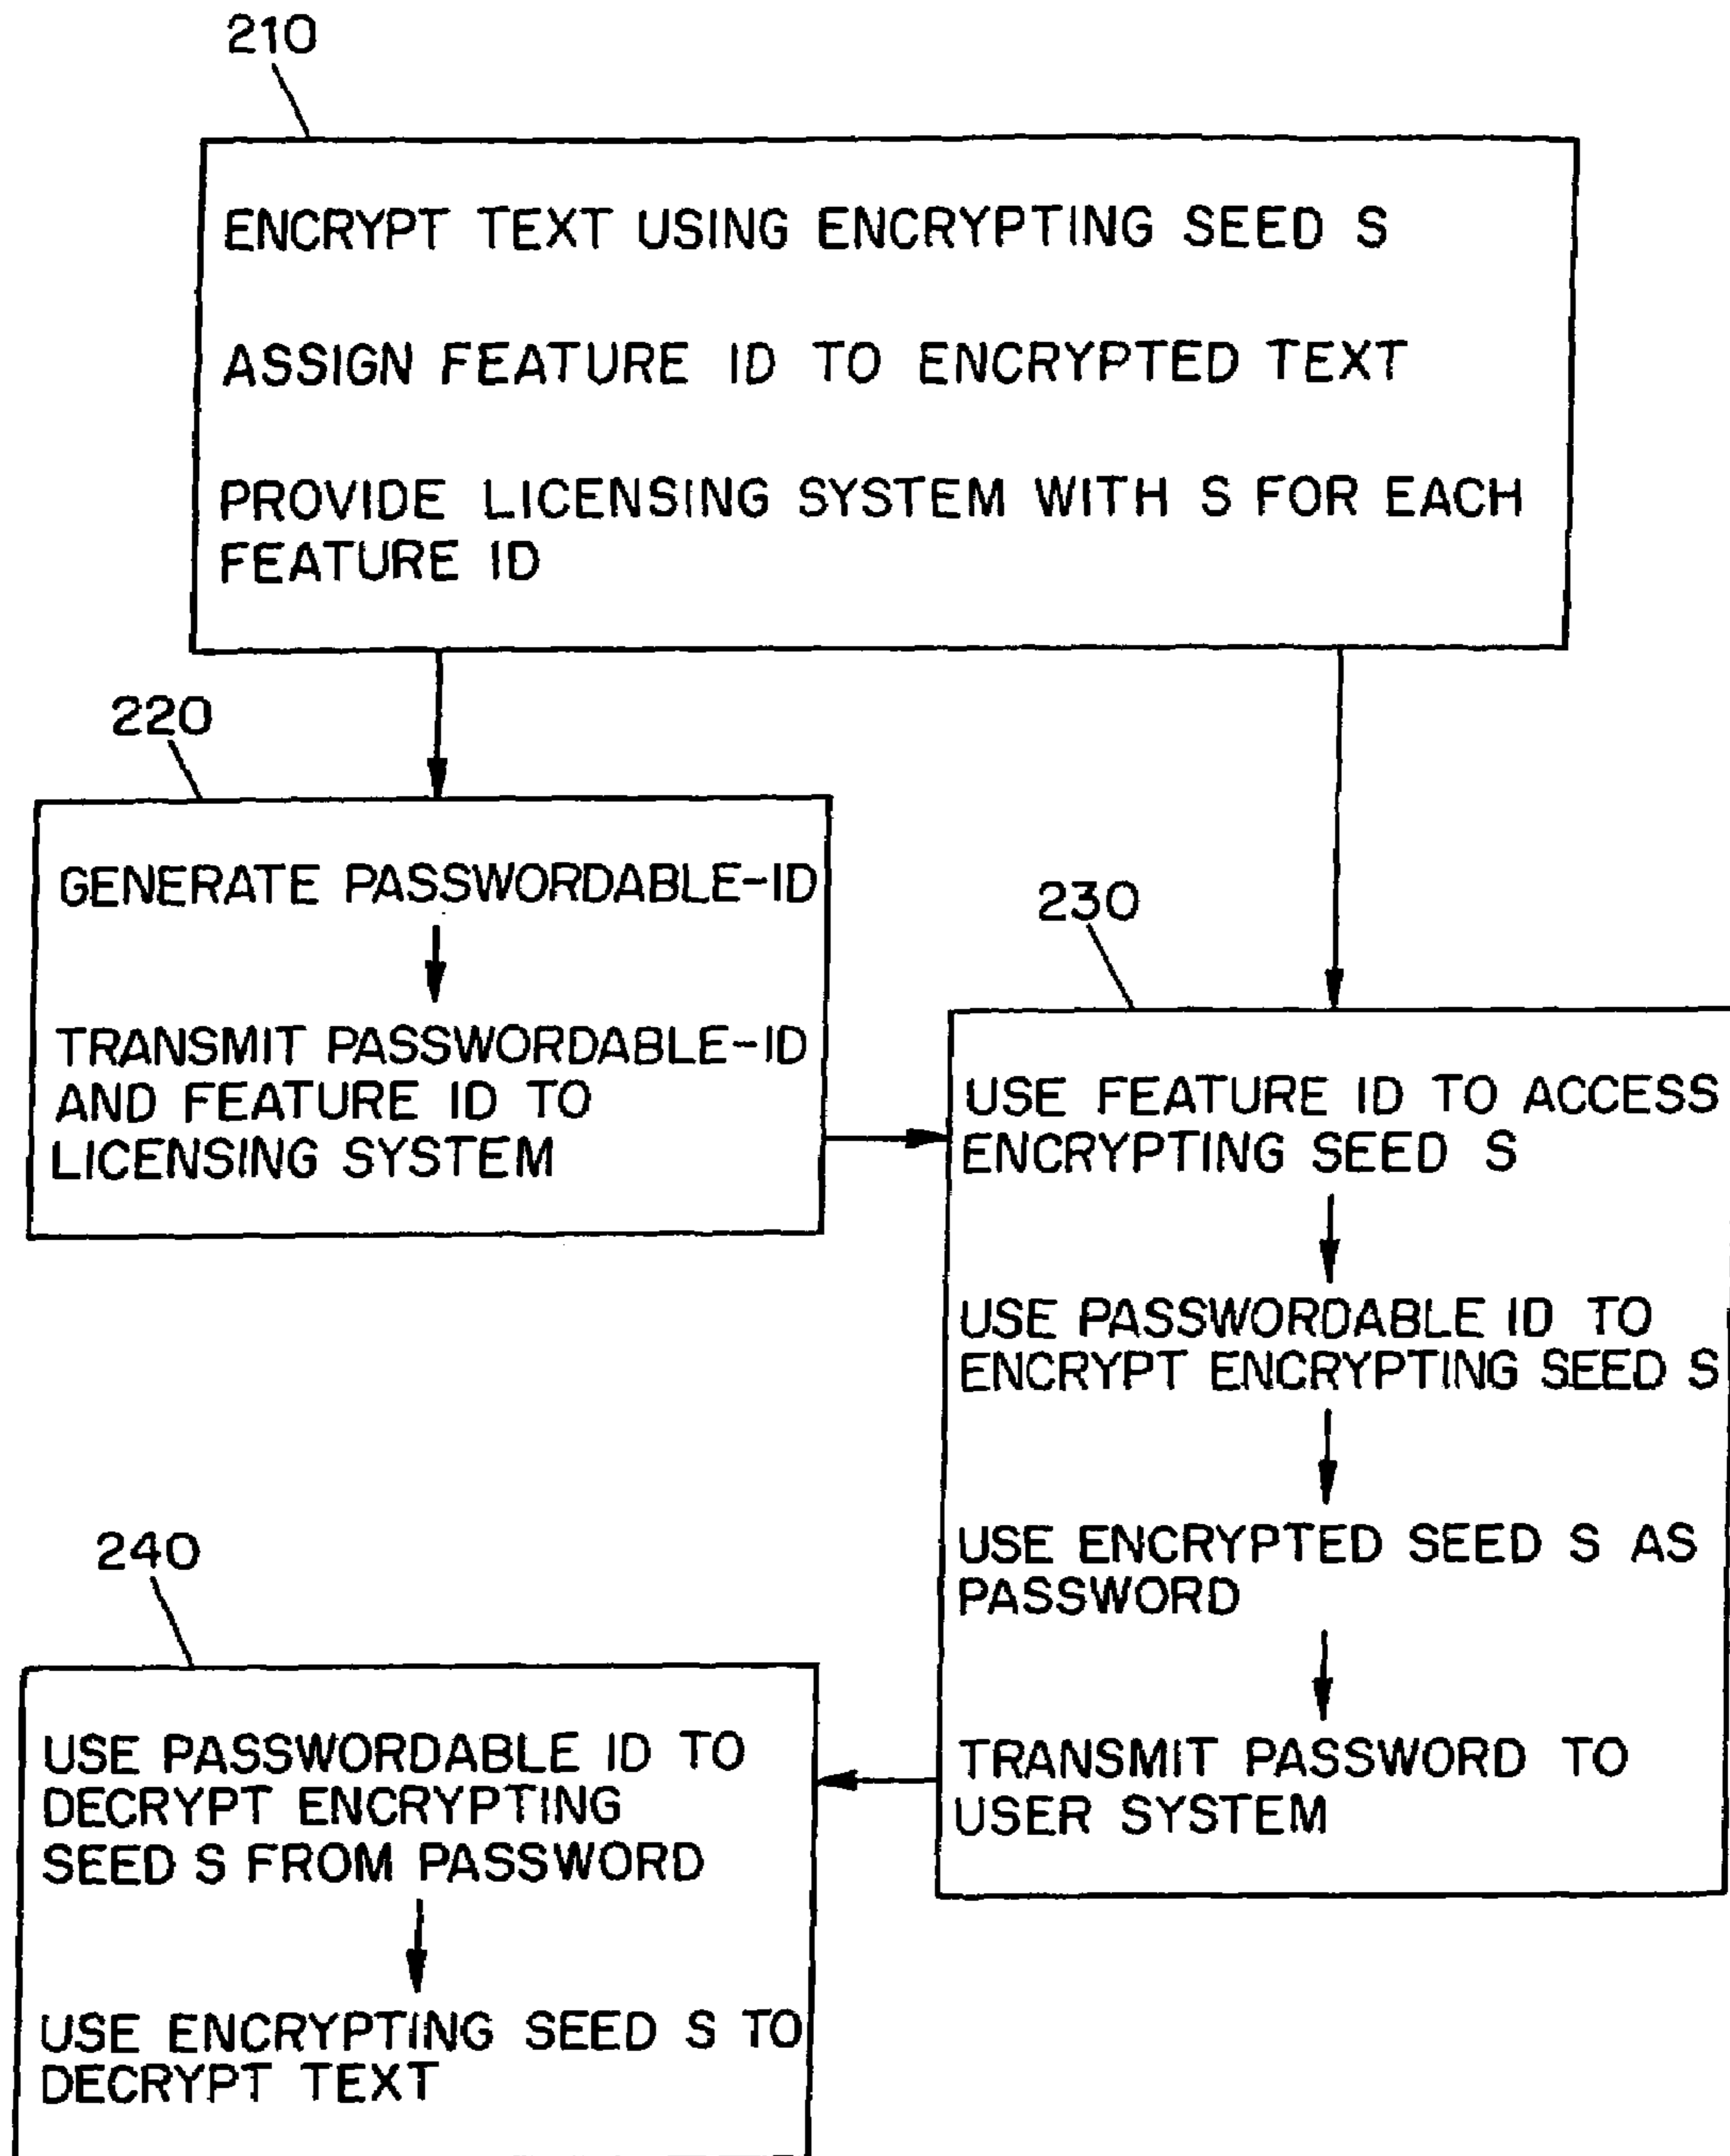 210
ENCRYPT TEXT USING ENCRYPTING SEED S
ASSIGN FEATURE ID TO ENCRYPTED TEXT
PROVIDE LICENSING SYSTEM WITH S FOR EACH
FEATURE ID
220
GENERATE PASSWORDABLE-ID
TRANSMIT PASSWORDABLE-ID
AND FEATURE ID TO
LICENSING SYSTEM
230
USE FEATURE ID TO ACCESS
ENCRYPTING SEED S
USE PASSWORDABLE ID TO
ENCRYPT ENCRYPTING SEED S
USE ENCRYPTED SEED S AS
PASSWORD
TRANSMIT PASSWORD TO
USER SYSTEM
240
USE PASSWORDABLE ID TO
DECRYPT ENCRYPTING
SEED S FROM PASSWORD
USE ENCRYPTING SEED S TO
DECRYPT TEXT